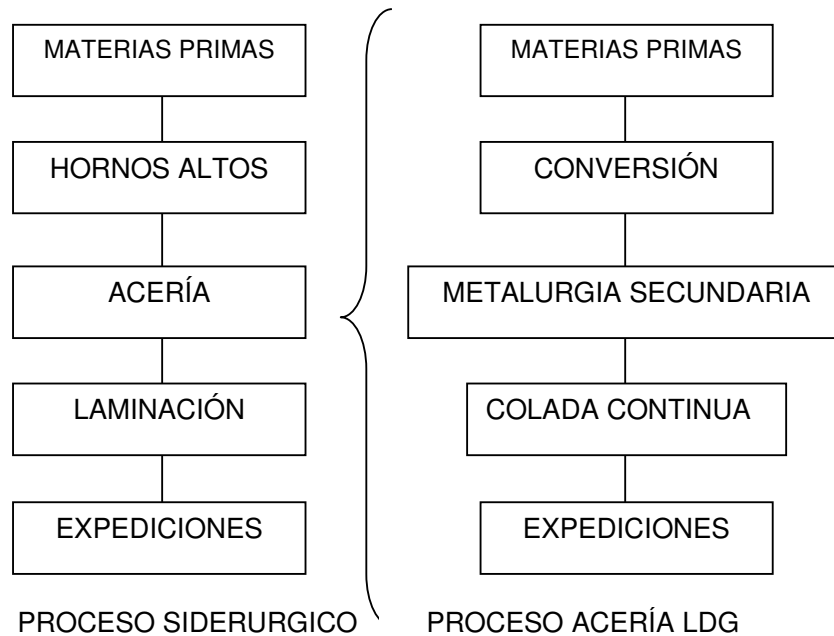 MATERIAS PRIMAS
HORNOS ALTOS
ACERÍA
LAMINACIÓN
EXPEDICIONES
PROCESO SIDERURGICO
MATERIAS PRIMAS
CONVERSIÓN
METALURGIA SECUNDARIA
COLADA CONTINUA
EXPEDICIONES
PROCESO ACERÍA LDG